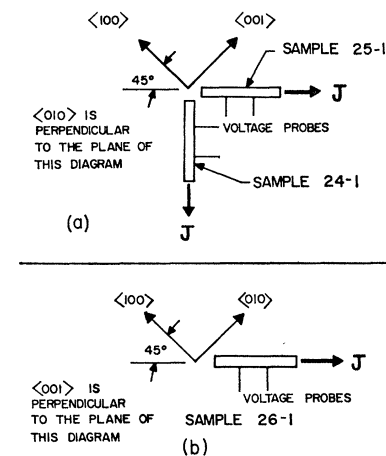 ⟨100⟩ ⟨001⟩
SAMPLE 25-1
45°
J
⟨010⟩ IS
PERPENDICULAR
TO THE PLANE OF
THIS DIAGRAM
VOLTAGE PROBES
SAMPLE 24-1
(a)
J
⟨100⟩ ⟨010⟩
45°
J
⟨001⟩ IS
PERPENDICULAR
TO THE PLANE OF
THIS DIAGRAM
VOLTAGE PROBES
SAMPLE 26-1
(b)